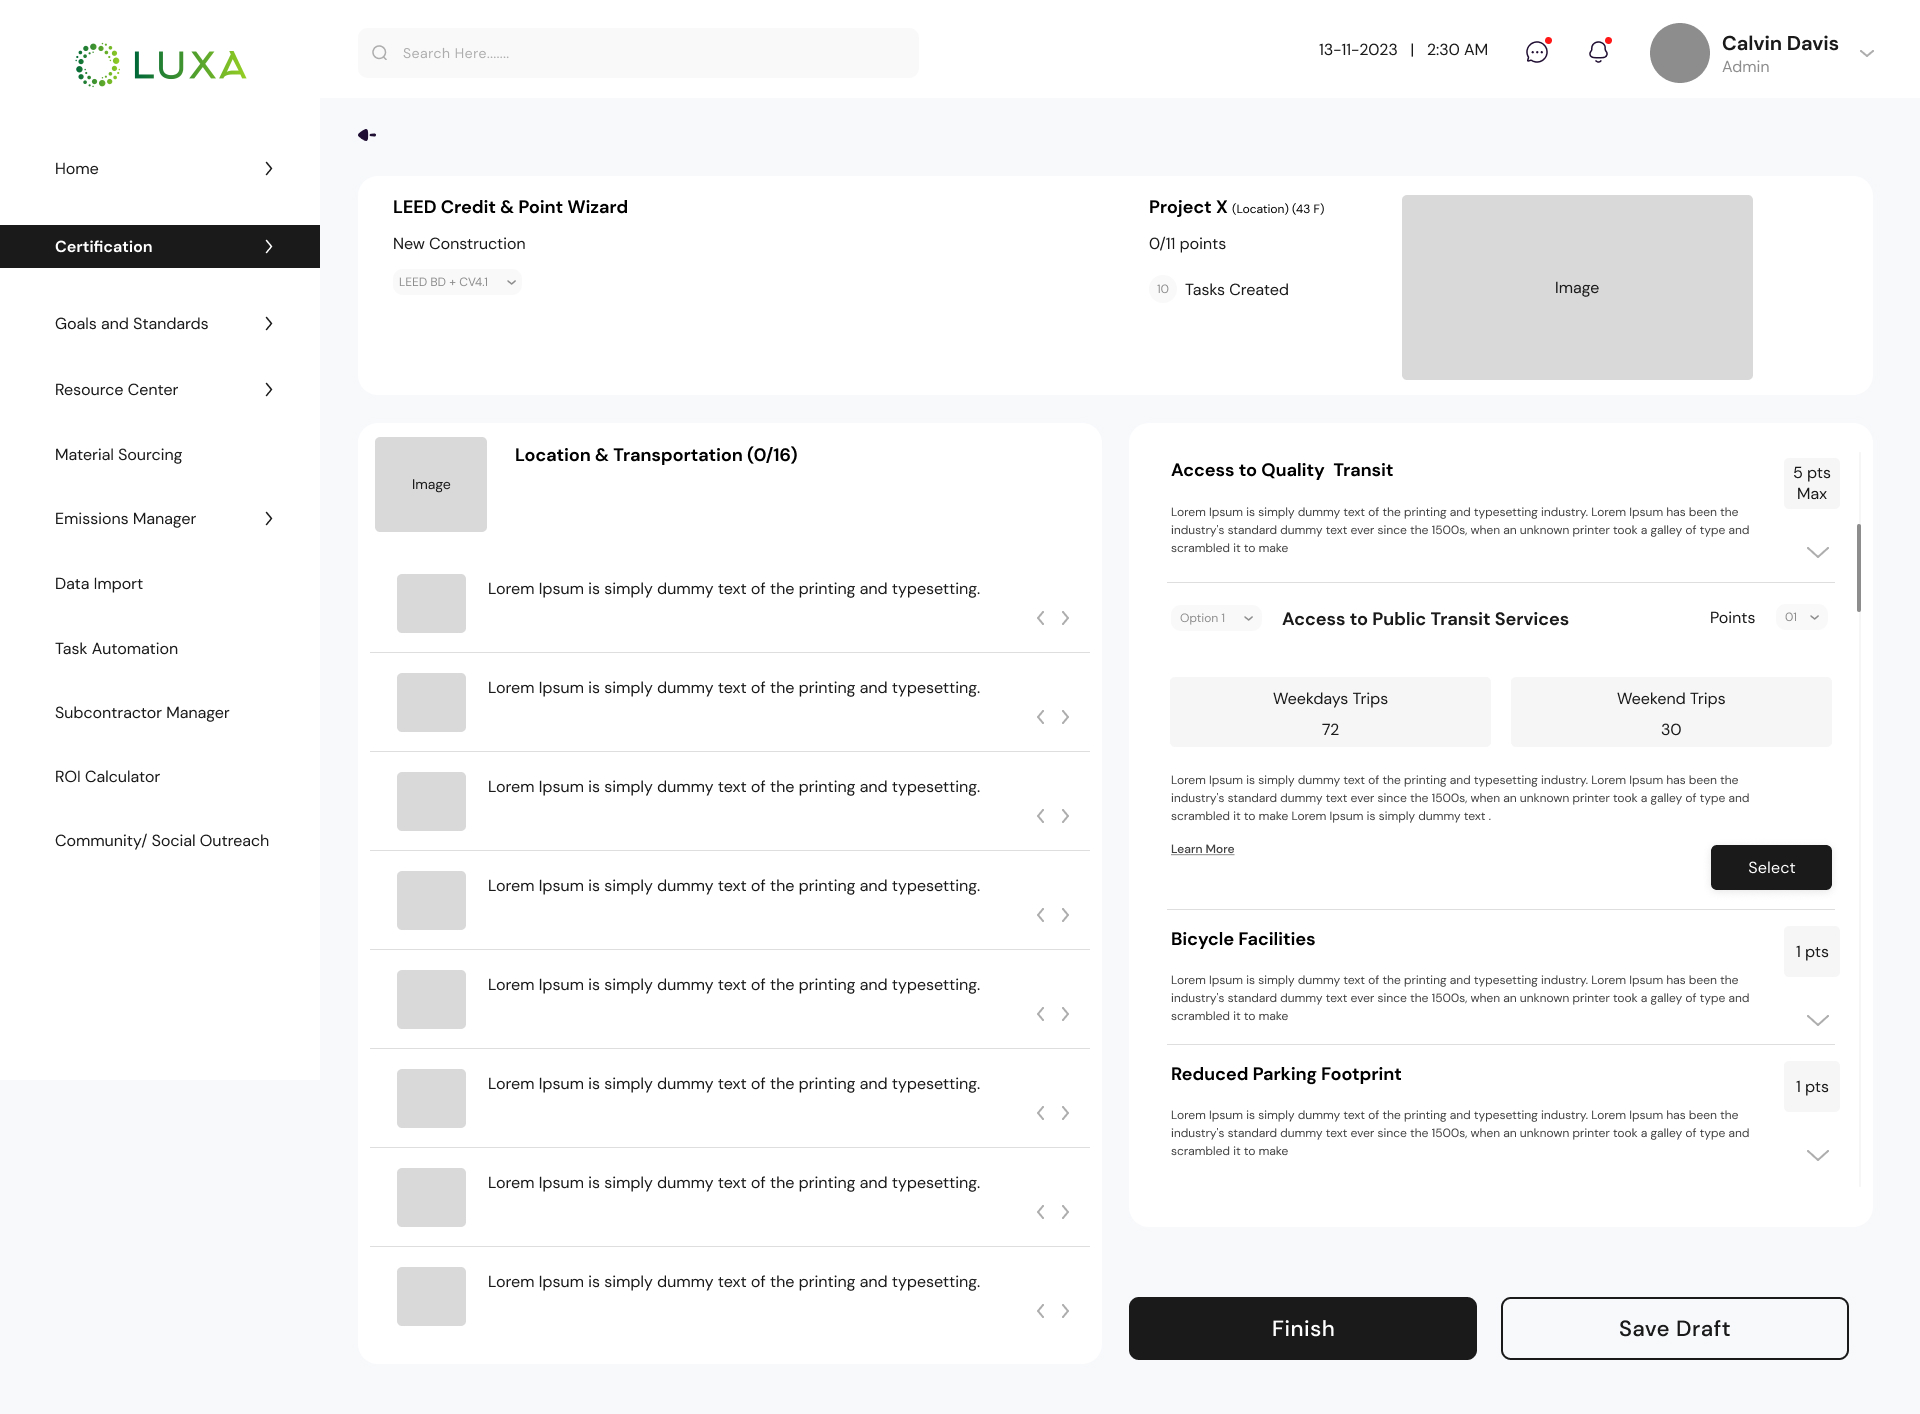 LUXA
Search Here.......
13-11-2023 | 2:30 AM
Calvin Davis
Admin
Home
Certification
Goals and Standards
Resource Center
Material Sourcing
Emissions Manager
Data Import
Task Automation
Subcontractor Manager
ROI Calculator
Community/ Social Outreach
LEED Credit & Point Wizard
New Construction
LEED BD + CV4.1
Project X (Location) (43 F)
0/11 points
10 Tasks Created
Image
Image
Location & Transportation (0/16)
Lorem Ipsum is simply dummy text of the printing and typesetting.
Lorem Ipsum is simply dummy text of the printing and typesetting.
Lorem Ipsum is simply dummy text of the printing and typesetting.
Lorem Ipsum is simply dummy text of the printing and typesetting.
Lorem Ipsum is simply dummy text of the printing and typesetting.
Lorem Ipsum is simply dummy text of the printing and typesetting.
Lorem Ipsum is simply dummy text of the printing and typesetting.
Lorem Ipsum is simply dummy text of the printing and typesetting.
Access to Quality Transit
5 pts
Max
Lorem Ipsum is simply dummy text of the printing and typesetting industry. Lorem Ipsum has been the
industry's standard dummy text ever since the 1500s, when an unknown printer took a galley of type and
scrambled it to make
Option 1
Access to Public Transit Services
Points
01
Weekdays Trips
72
Weekend Trips
30
Lorem Ipsum is simply dummy text of the printing and typesetting industry. Lorem Ipsum has been the
industry's standard dummy text ever since the 1500s, when an unknown printer took a galley of type and
scrambled it to make Lorem Ipsum is simply dummy text .
Learn More
Select
Bicycle Facilities
1 pts
Lorem Ipsum is simply dummy text of the printing and typesetting industry. Lorem Ipsum has been the
industry's standard dummy text ever since the 1500s, when an unknown printer took a galley of type and
scrambled it to make
Reduced Parking Footprint
1 pts
Lorem Ipsum is simply dummy text of the printing and typesetting industry. Lorem Ipsum has been the
industry's standard dummy text ever since the 1500s, when an unknown printer took a galley of type and
scrambled it to make
Finish
Save Draft